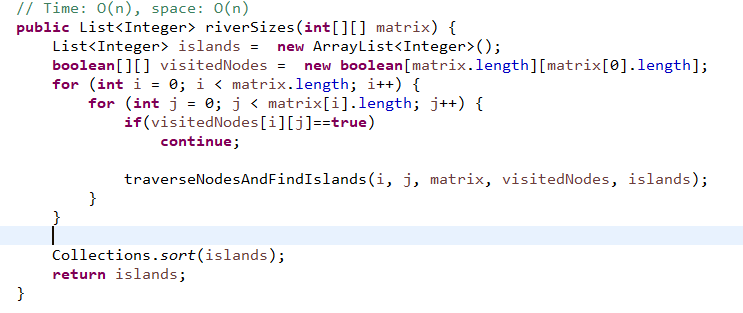 // Time: O(n), space: O(n)
public List<Integer> riverSizes(int[][] matrix) {
    List<Integer> islands =  new ArrayList<Integer>();
    boolean[][] visitedNodes =  new boolean[matrix.length][matrix[0].length];
    for (int i = 0; i < matrix.length; i++) {
        for (int j = 0; j < matrix[i].length; j++) {
            if(visitedNodes[i][j]==true)
                continue;

            traverseNodesAndFindIslands(i, j, matrix, visitedNodes, islands);
        }
    }

    Collections.sort(islands);
    return islands;
}